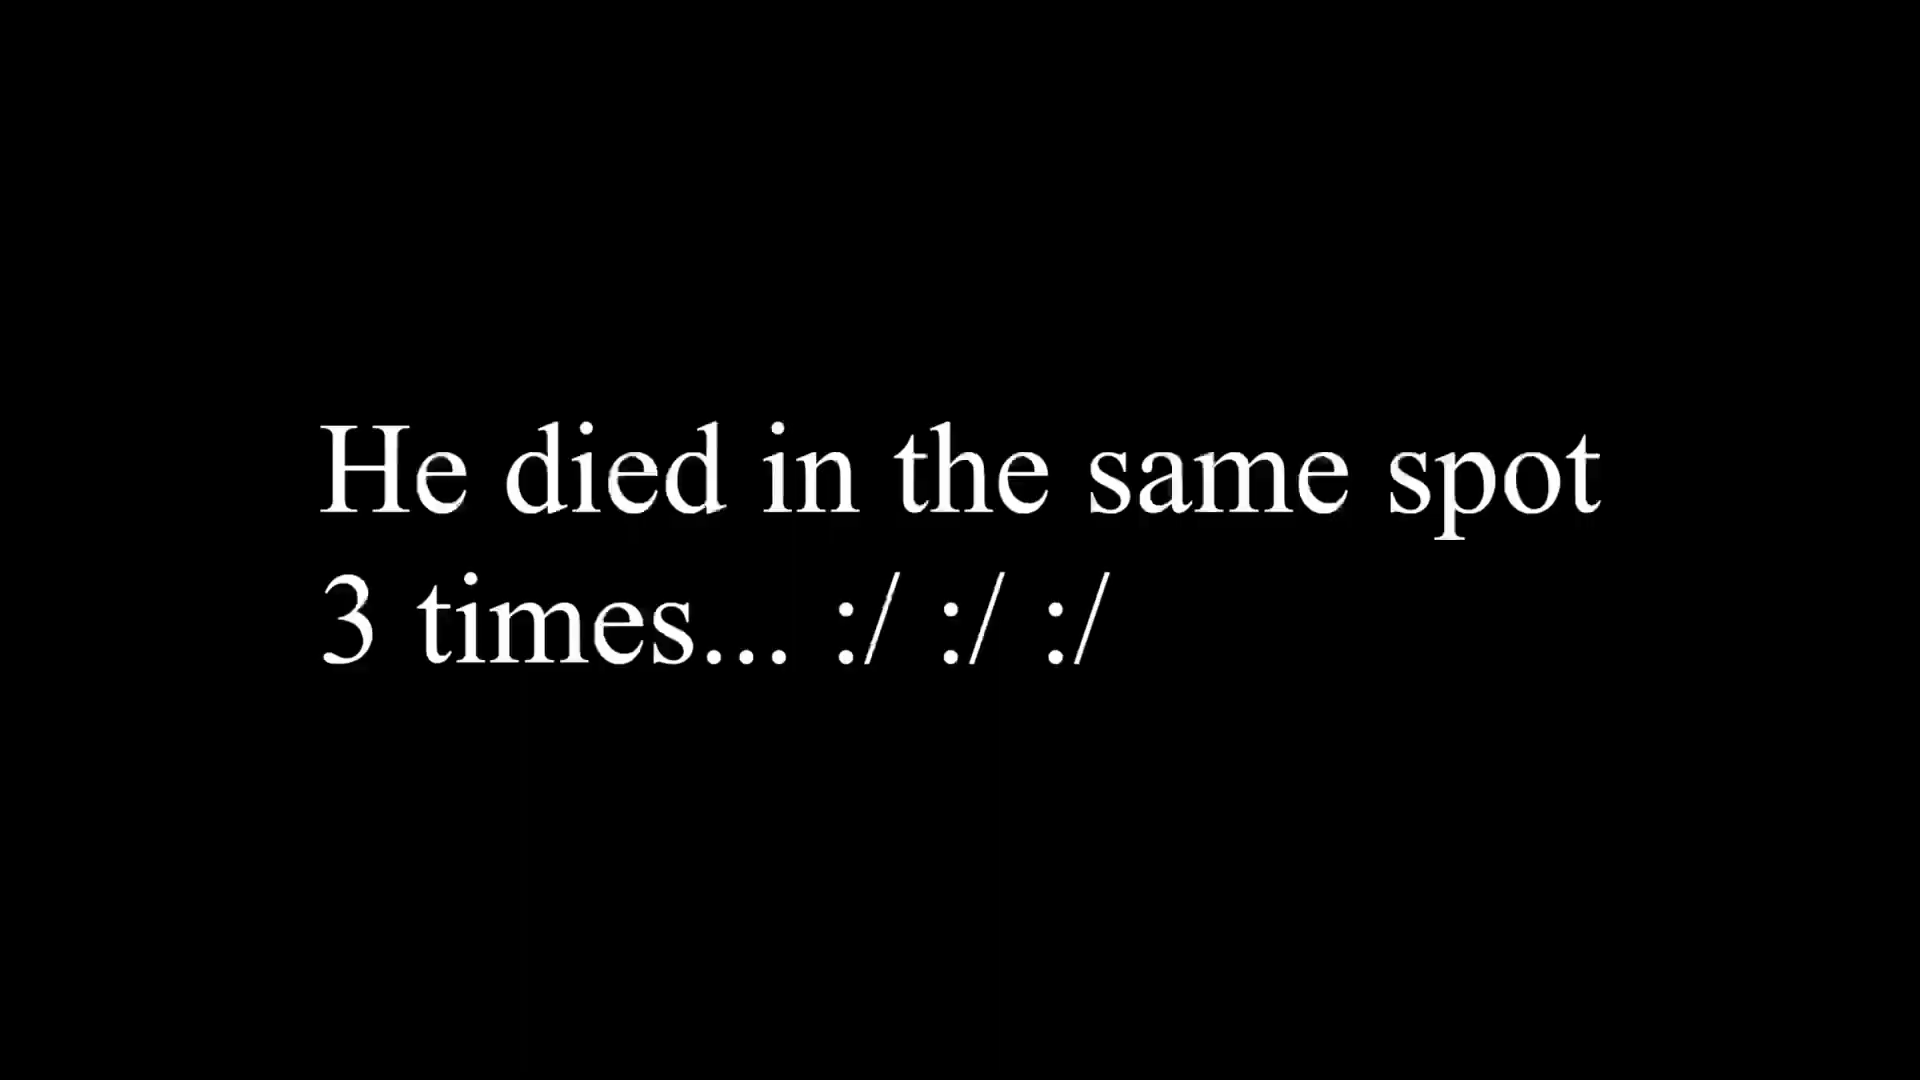 He died in the same spot
3 times... :/ :/ :/